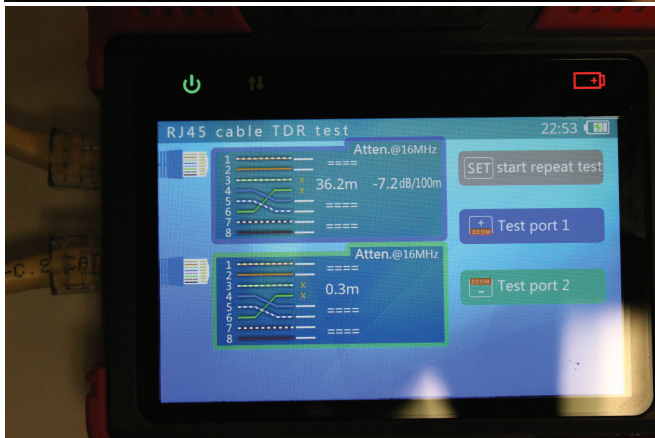 RJ45 cable TDR test 22:53
Atten.@16MHz
1 ====
2
3 x 36.2m -7.2dB/100m
4 x
5 ====
6
7 ====
8
SET start repeat test
+ ZOOM Test port 1
Atten.@16MHz
1 ====
2
3 x 0.3m
4 x
5 ====
6
7 ====
8
ZOOM - Test port 2